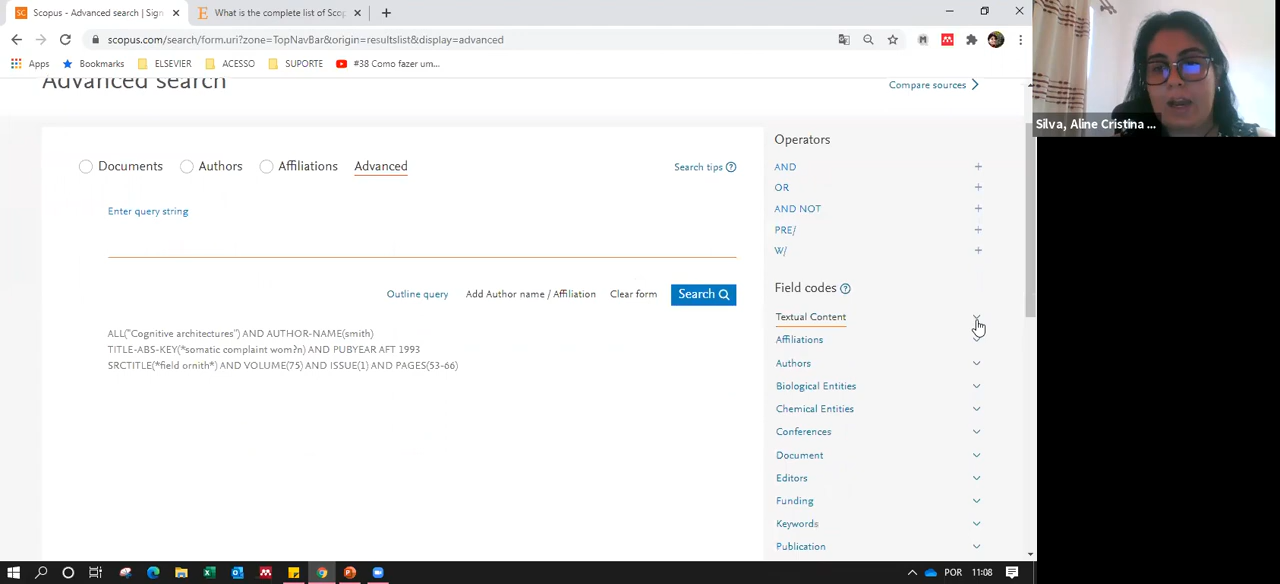 Scopus - Advanced search | Sign
What is the complete list of Scop
scopus.com/search/form.uri?zone=TopNavBar&origin=resultslist&display=advanced
Apps
Bookmarks
ELSEVIER
ACESSO
SUPORTE
#38 Como fazer um...
Advanced search
Compare sources
Silva, Aline Cristina ...
Documents
Authors
Affiliations
Advanced
Search tips
Enter query string
Outline query
Add Author name / Affiliation
Clear form
Search
ALL("Cognitive architectures") AND AUTHOR-NAME(smith)
TITLE-ABS-KEY(*somatic complaint wom?n) AND PUBYEAR AFT 1993
SRCTITLE(*field ornith*) AND VOLUME(75) AND ISSUE(1) AND PAGES(53-66)
Operators
AND
OR
AND NOT
PRE/
W/
Field codes
Textual Content
Affiliations
Authors
Biological Entities
Chemical Entities
Conferences
Document
Editors
Funding
Keywords
Publication
POR
11:08